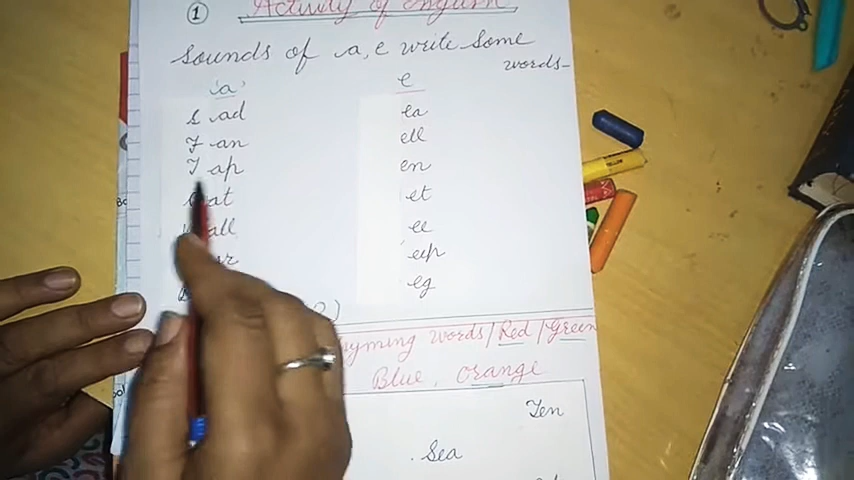 1
Activity of English
Sounds of a, e write Some
words-
'a' e
S ad ea
F an ell
T ap en
at et
all ee
eep
eg
2)
Rhyming words/Red/Green
Blue, orange
Ten
Sea